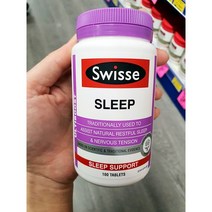 Swisse
SLEEP
TRADITIONALLY USED TO
ASSIST NATURAL RESTFUL SLEEP
& NERVOUS TENSION
SLEEP SUPPORT
100 TABLETS